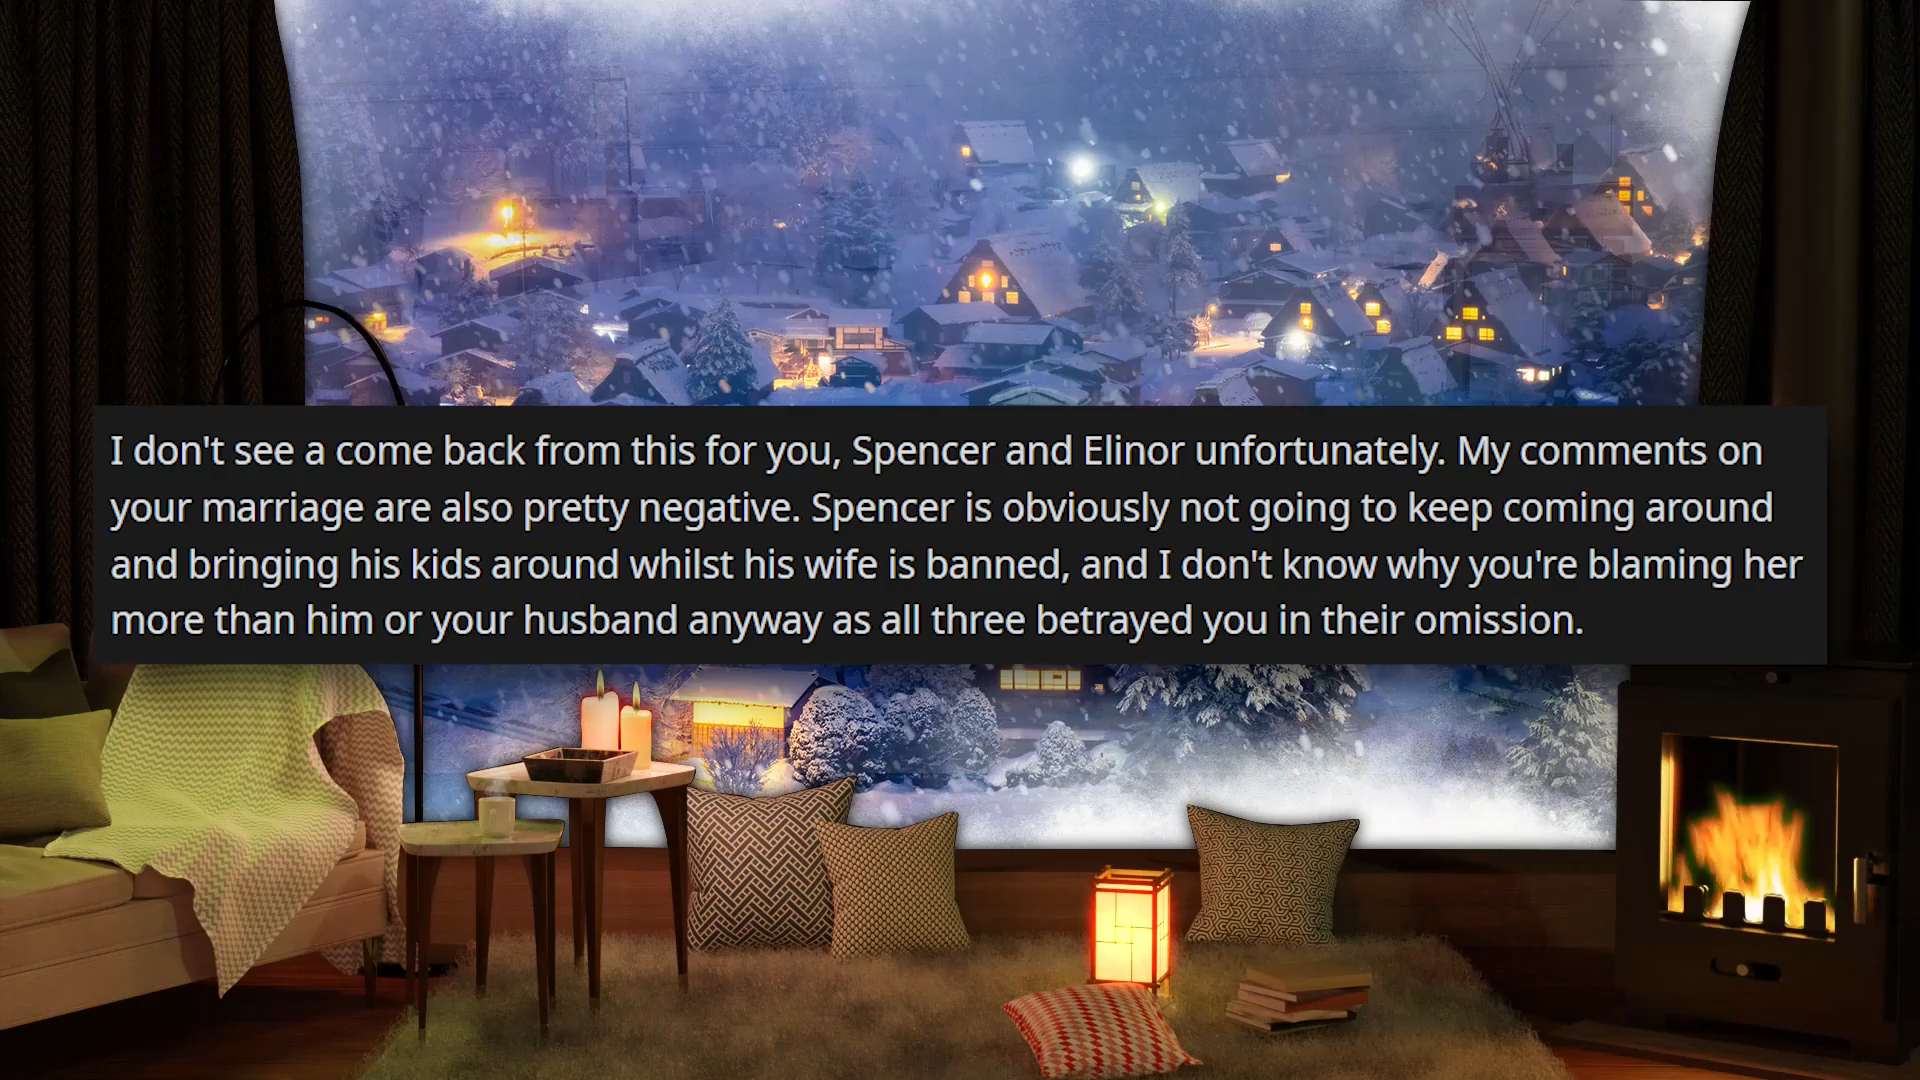 I don't see a come back from this for you, Spencer and Elinor unfortunately. My comments on
your marriage are also pretty negative. Spencer is obviously not going to keep coming around
and bringing his kids around whilst his wife is banned, and I don't know why you're blaming her
more than him or your husband anyway as all three betrayed you in their omission.